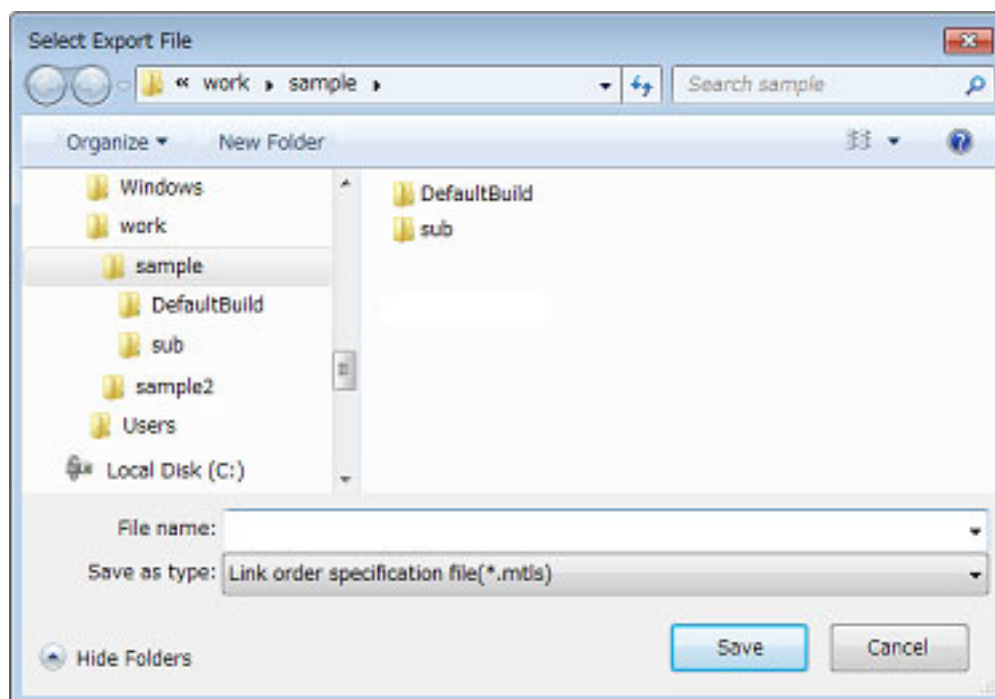 Select Export File
« work ▸ sample ▸
Search sample
Organize ▾ New Folder
Windows
work
sample
DefaultBuild
sub
sample2
Users
Local Disk (C:)
DefaultBuild
sub
File name:
Save as type: Link order specification file(*.mtls)
Hide Folders
Save
Cancel